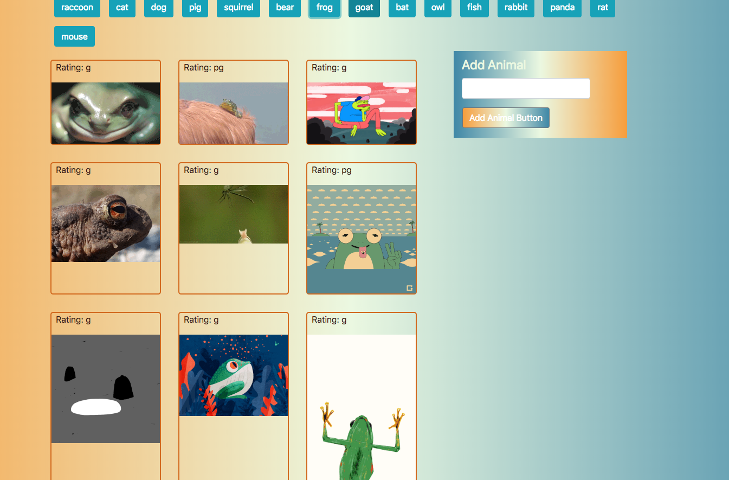 raccoon cat dog pig squirrel bear frog goat bat owl fish rabbit panda rat
mouse
Add Animal
Add Animal Button
Rating: g Rating: pg Rating: g
Rating: g Rating: g Rating: pg
Rating: g Rating: g Rating: g